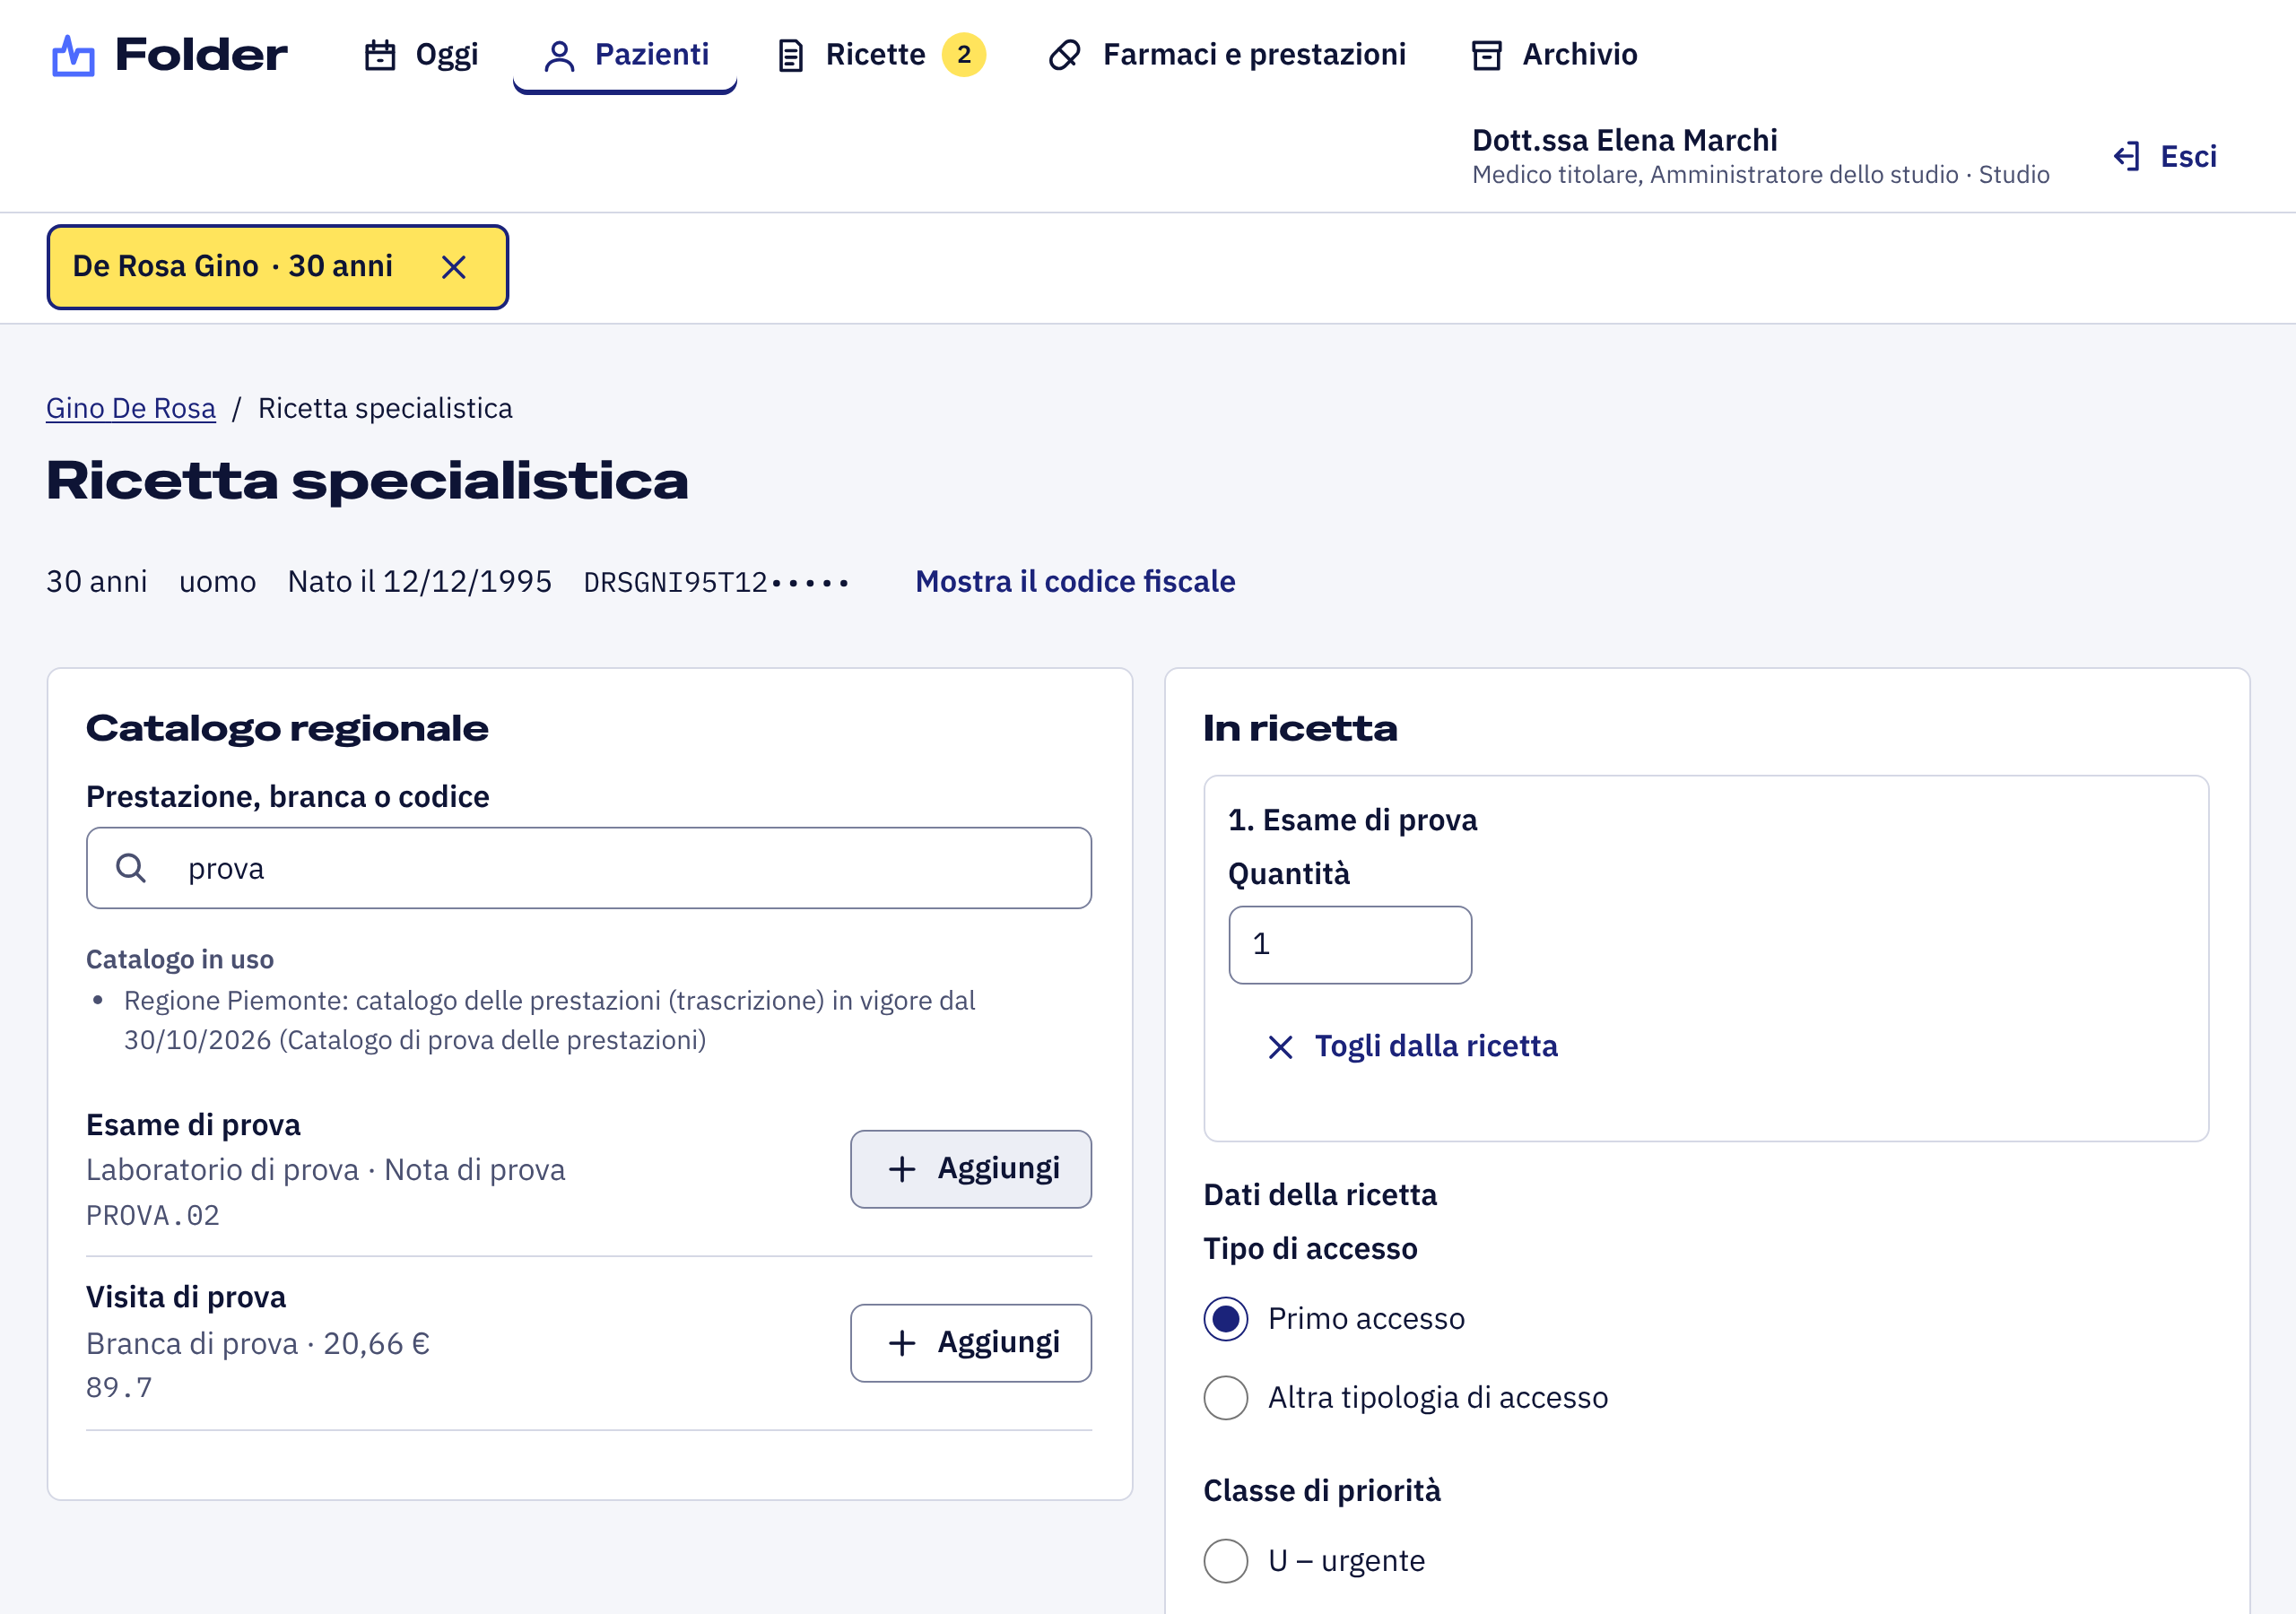 Folder
Oggi
Pazienti
Ricette 2
Farmaci e prestazioni
Archivio
Dott.ssa Elena Marchi
Medico titolare, Amministratore dello studio · Studio
Esci
De Rosa Gino · 30 anni
Gino De Rosa / Ricetta specialistica
Ricetta specialistica
30 anni uomo Nato il 12/12/1995 DRSGNI95T12••••• Mostra il codice fiscale
Catalogo regionale
Prestazione, branca o codice
prova
Catalogo in uso
• Regione Piemonte: catalogo delle prestazioni (trascrizione) in vigore dal
30/10/2026 (Catalogo di prova delle prestazioni)
Esame di prova
Laboratorio di prova · Nota di prova
PROVA.02
Aggiungi
Visita di prova
Branca di prova · 20,66 €
89.7
Aggiungi
In ricetta
1. Esame di prova
Quantità
1
Togli dalla ricetta
Dati della ricetta
Tipo di accesso
Primo accesso
Altra tipologia di accesso
Classe di priorità
U – urgente